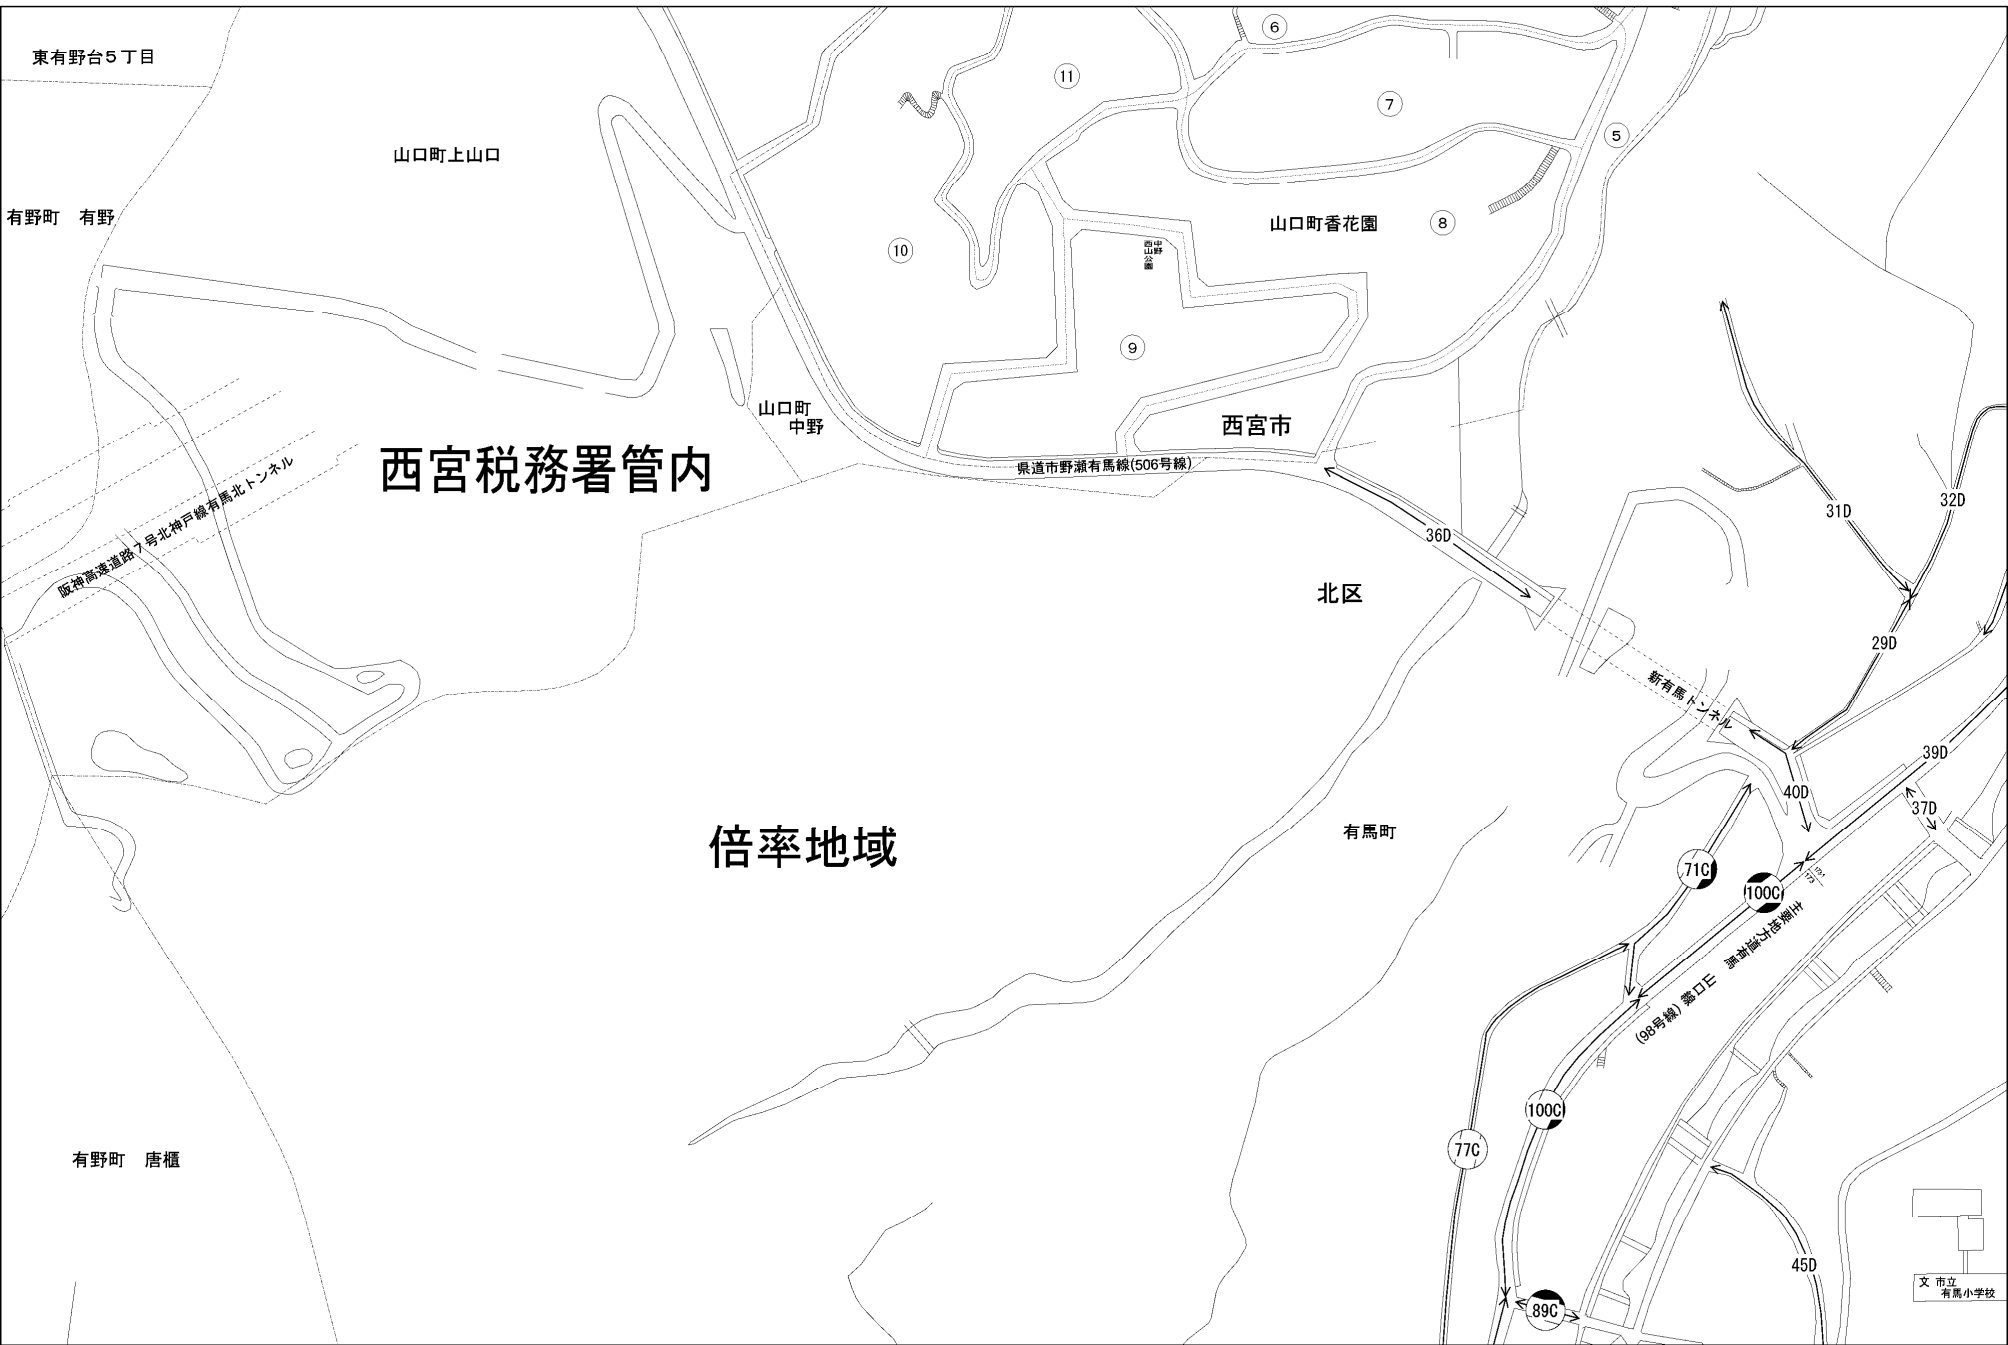 東有野台5丁目
⑥
⑪
⑦
⑤
山口町上山口
有野町 有野
山口町香花園
⑧
⑩
中野
西山公園
⑨
山口町
中野
西宮市
西宮税務署管内
県道市野瀬有馬線(506号線)
阪神高速道路7号北神戸線有馬北トンネル
36D
31D
32D
北区
29D
新有馬トンネル
39D
40D
37D
倍率地域
有馬町
71C
100C
173
主要地方道有馬 山口線 (98号線)
100C
77C
有野町 唐櫃
45D
89C
文 市立
有馬小学校